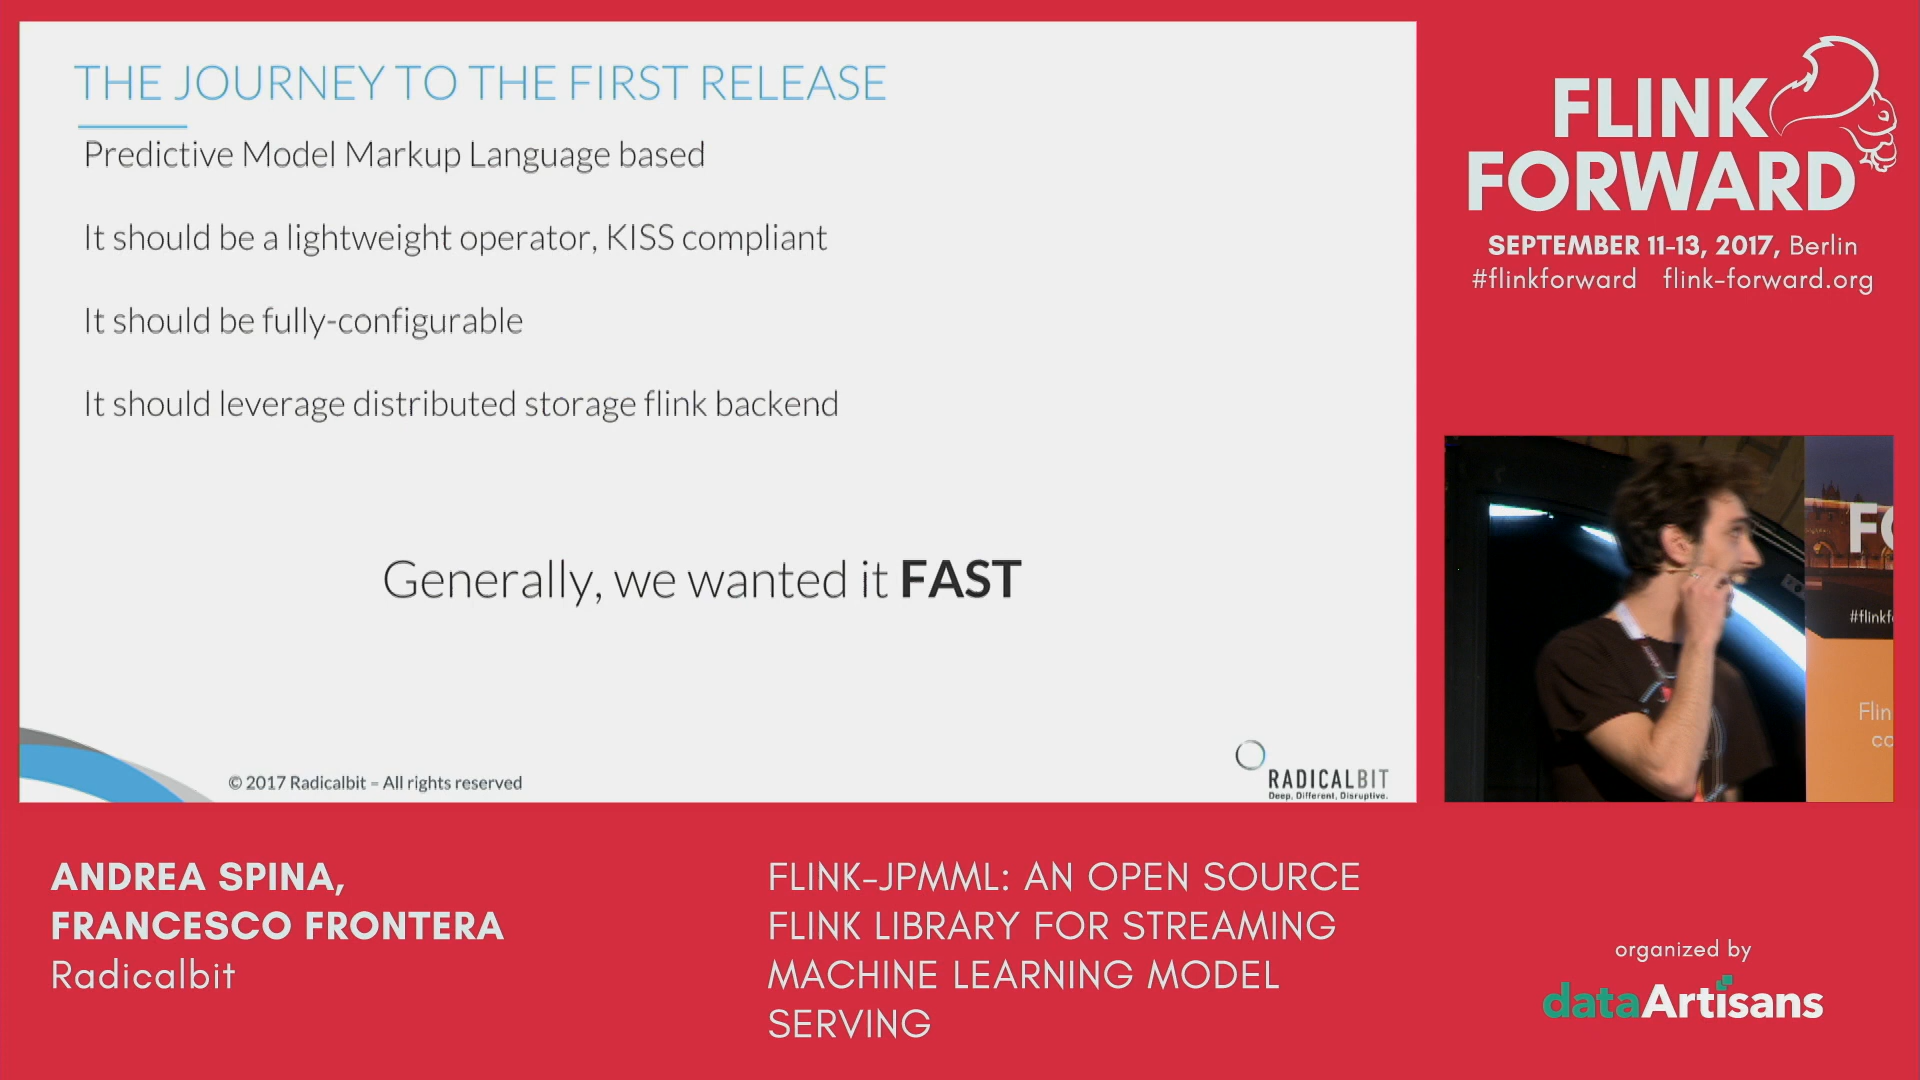 THE JOURNEY TO THE FIRST RELEASE
Predictive Model Markup Language based
It should be a lightweight operator, KISS compliant
It should be fully-configurable
It should leverage distributed storage flink backend
Generally, we wanted it FAST
© 2017 Radicalbit – All rights reserved
RADICALBIT
Deep, Different, Disruptive.
FLINK
FORWARD
SEPTEMBER 11-13, 2017, Berlin
#flinkforward flink-forward.org
FO
#flinkf
Flin
co
ANDREA SPINA,
FRANCESCO FRONTERA
Radicalbit
FLINK-JPMML: AN OPEN SOURCE
FLINK LIBRARY FOR STREAMING
MACHINE LEARNING MODEL
SERVING
organized by
dataArtisans